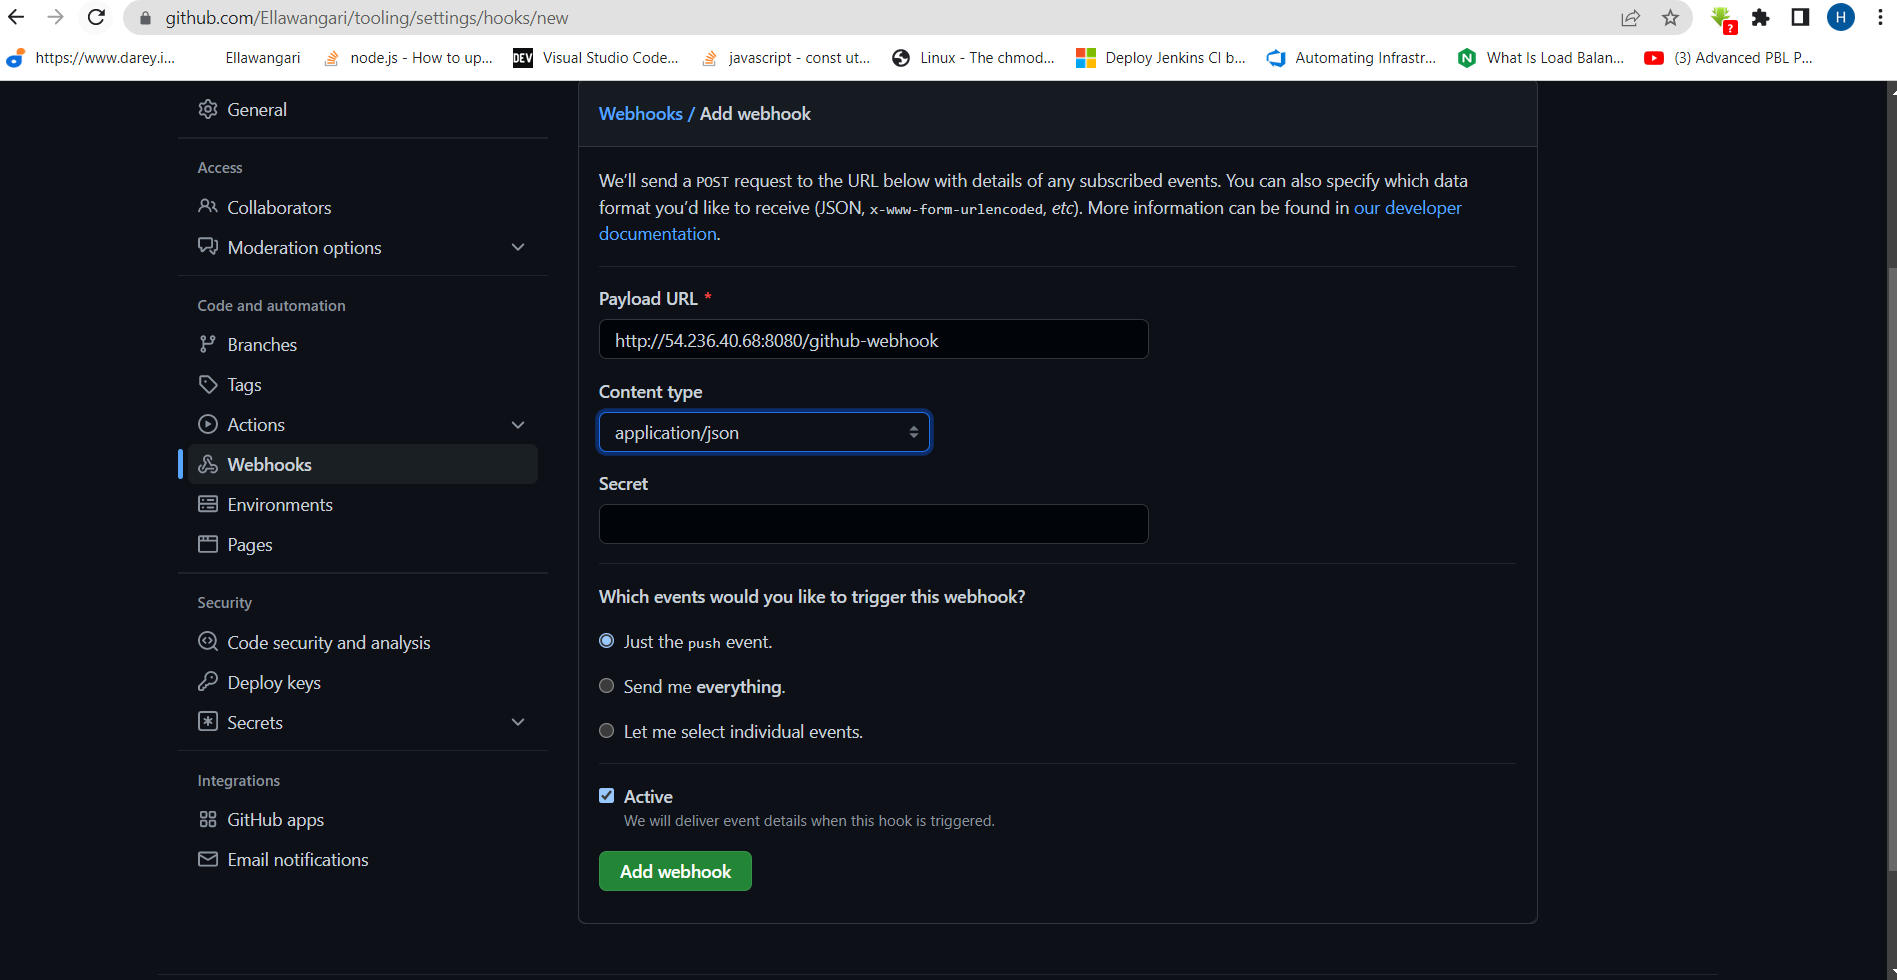 github.com/Ellawangari/tooling/settings/hooks/new
?
H
https://www.darey.i...
Ellawangari
node.js - How to up...
DEV
Visual Studio Code...
javascript - const ut...
Linux - The chmod...
Deploy Jenkins CI b...
Automating Infrastr...
N
What Is Load Balan...
(3) Advanced PBL P...
General
Access
Collaborators
Moderation options
Code and automation
Branches
Tags
Actions
Webhooks
Environments
Pages
Security
Code security and analysis
Deploy keys
Secrets
Integrations
GitHub apps
Email notifications
Webhooks / Add webhook
We’ll send a POST request to the URL below with details of any subscribed events. You can also specify which data
format you’d like to receive (JSON, x-www-form-urlencoded, etc). More information can be found in our developer
documentation.
Payload URL *
http://54.236.40.68:8080/github-webhook
Content type
application/json
Secret
Which events would you like to trigger this webhook?
Just the push event.
Send me everything.
Let me select individual events.
Active
We will deliver event details when this hook is triggered.
Add webhook